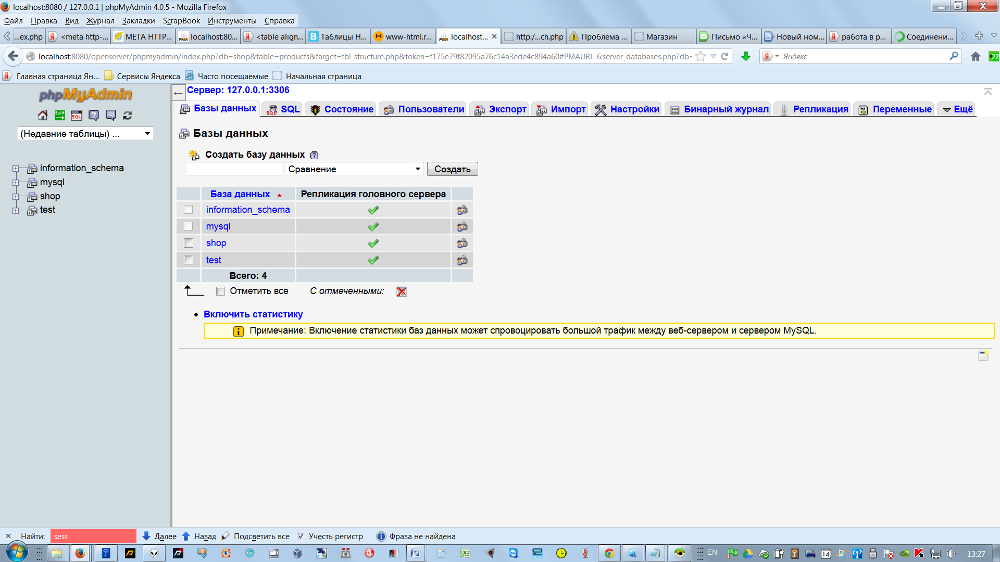 localhost:8080 / 127.0.0.1 | phpMyAdmin 4.0.5 - Mozilla Firefox
Файл Правка Вид Журнал Закладки ScrapBook Инструменты Справка
...ex.php <meta http-... META HTTP... localhost:80... <table align... Таблицы H... www-html.r... localhost... http:/...ch.php Проблема ... Магазин Письмо «Ч... Новый ном... работа в р... Соединени...
localhost:8080/openserver/phpmyadmin/index.php?db=shop&table=products&target=tbl_structure.php&token=f175e79f82095a76c14a3ede4c894a60#PMAURL-6:server_databases.php?db= Яндекс 22
Главная страница Ян... Сервисы Яндекса Часто посещаемые Начальная страница
phpMyAdmin
(Недавние таблицы) ...
information_schema
mysql
shop
test
Сервер: 127.0.0.1:3306
Базы данных SQL Состояние Пользователи Экспорт Импорт Настройки Бинарный журнал Репликация Переменные Ещё
Базы данных
Создать базу данных
Сравнение Создать
База данных Репликация головного сервера
information_schema
mysql
shop
test
Всего: 4
Отметить все С отмеченными:
Включить статистику
Примечание: Включение статистики баз данных может спровоцировать большой трафик между веб-сервером и сервером MySQL.
Найти: sess Далее Назад Подсветить все Учесть регистр Фраза не найдена
EN 13:27